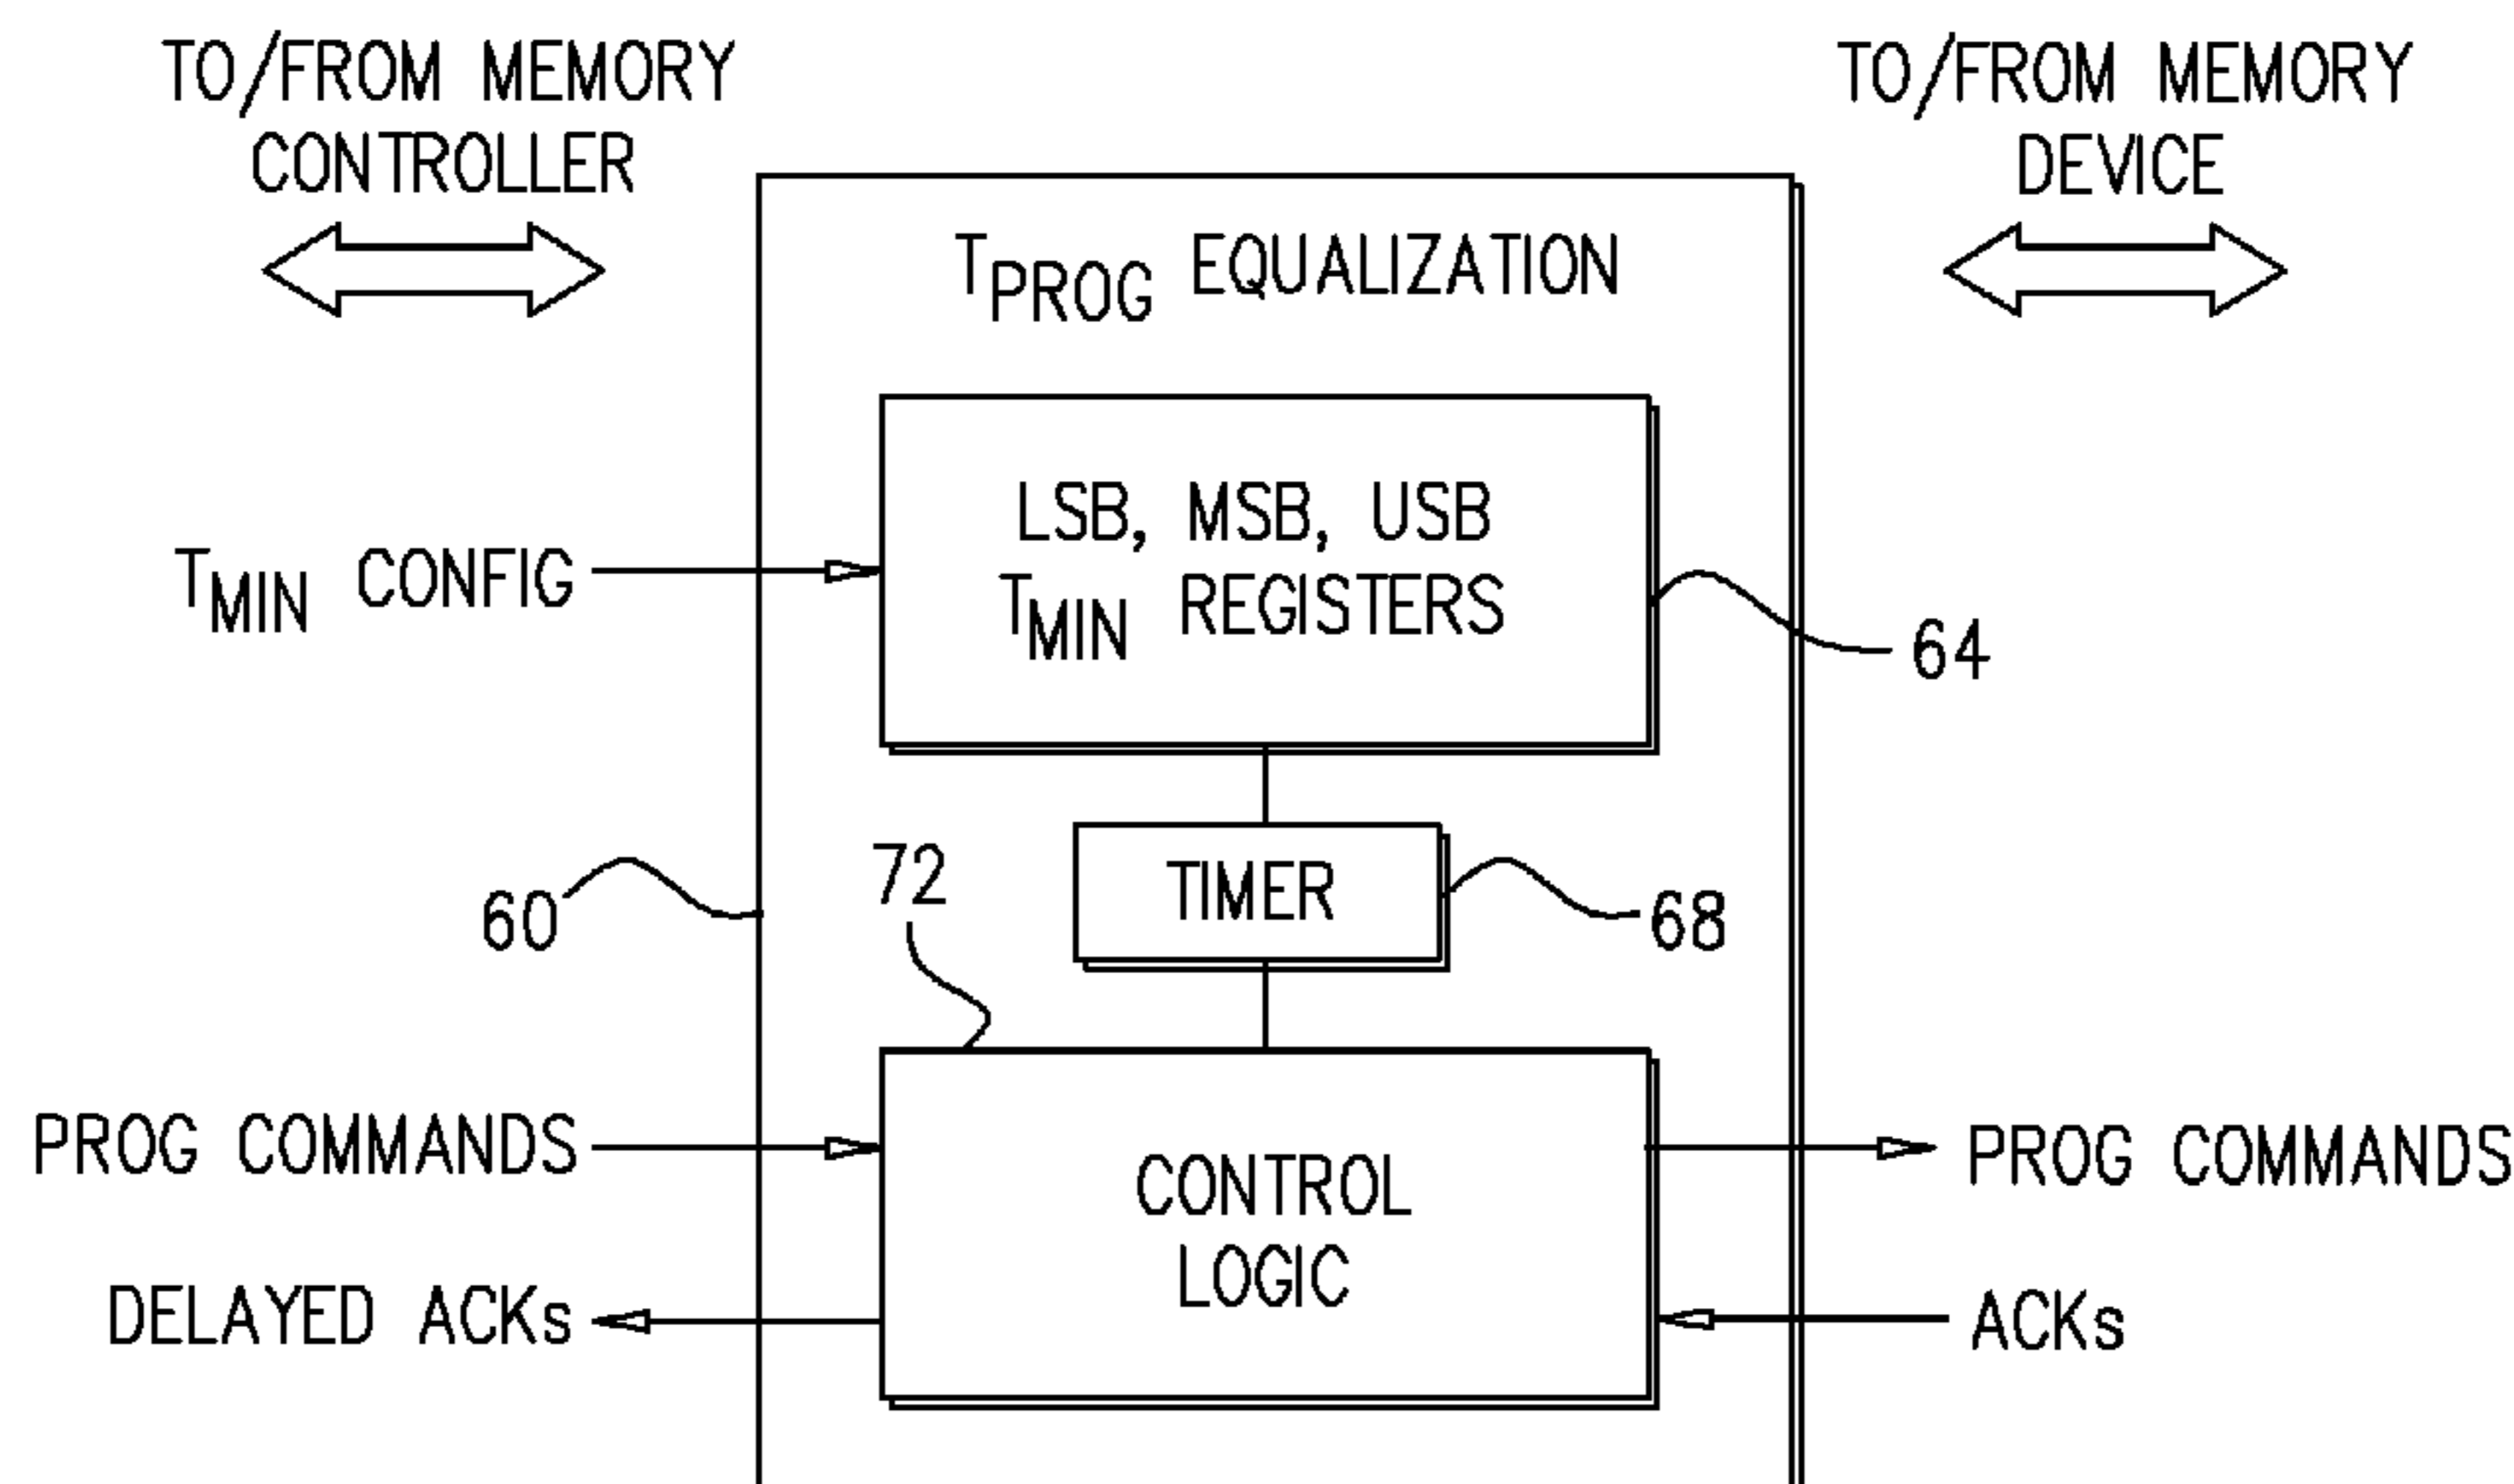 TO/FROM MEMORY
CONTROLLER
TO/FROM MEMORY
DEVICE
TPROG EQUALIZATION
LSB, MSB, USB
TMIN REGISTERS
TMIN CONFIG
64
TIMER
72
60
68
PROG COMMANDS
CONTROL
LOGIC
PROG COMMANDS
DELAYED ACKs
ACKs